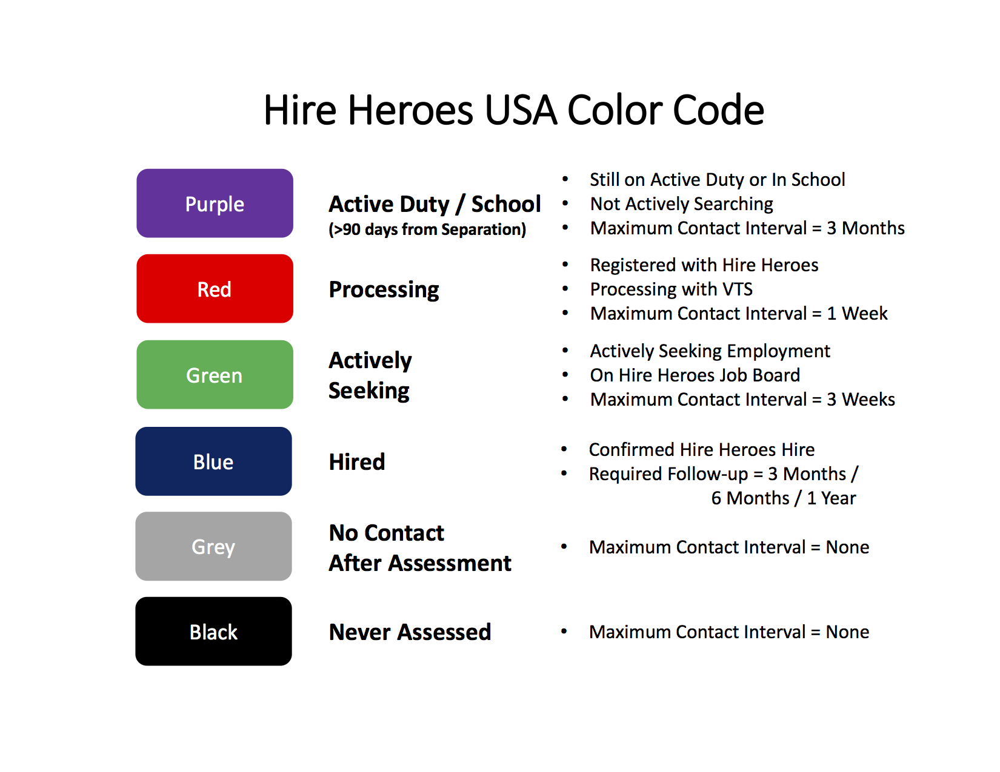 Hire Heroes USA Color Code
Purple
Active Duty / School
(>90 days from Separation)
• Still on Active Duty or In School
• Not Actively Searching
• Maximum Contact Interval = 3 Months
Red
Processing
• Registered with Hire Heroes
• Processing with VTS
• Maximum Contact Interval = 1 Week
Green
Actively
Seeking
• Actively Seeking Employment
• On Hire Heroes Job Board
• Maximum Contact Interval = 3 Weeks
Blue
Hired
• Confirmed Hire Heroes Hire
• Required Follow-up = 3 Months /
6 Months / 1 Year
Grey
No Contact
After Assessment
• Maximum Contact Interval = None
Black
Never Assessed
• Maximum Contact Interval = None